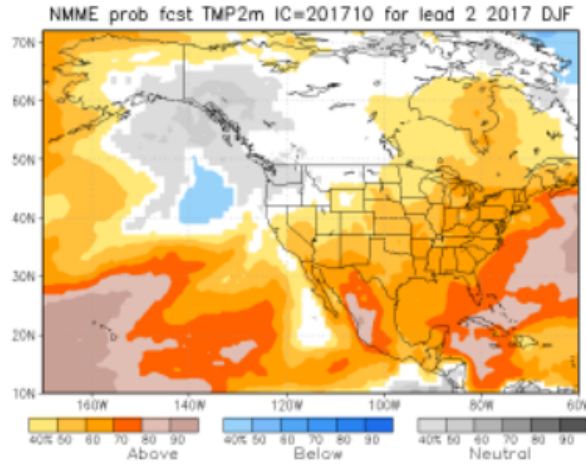 NMME prob fcst TMP2m IC=201710 for lead 2 2017 DJF
70N
60N
50N
40N
30N
20N
10N
160W 140W 120W 100W 80W 60W
40% 50 60 70 80 90 40% 50 60 70 80 90 40% 50 60 70 80 90
Above Below Neutral